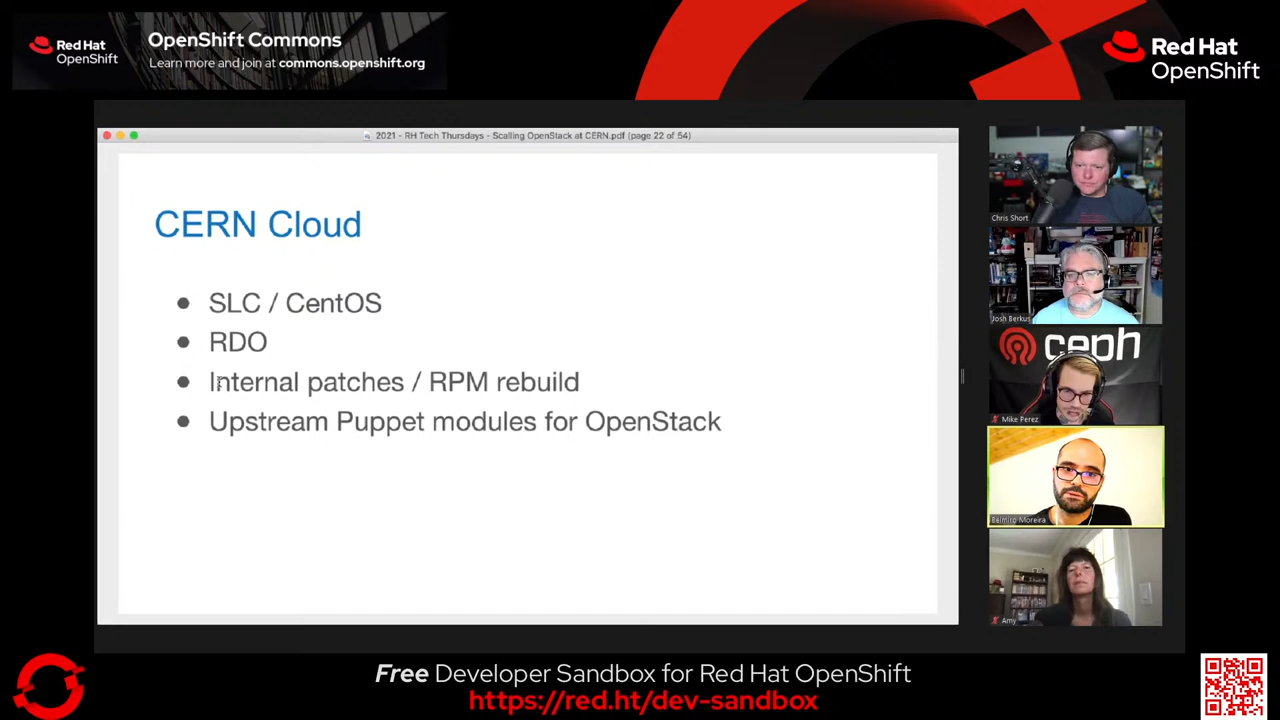 Red Hat
OpenShift
OpenShift Commons
Learn more and join at commons.openshift.org
Red Hat
OpenShift
2021 - RH Tech Thursdays - Scalling OpenStack at CERN.pdf (page 22 of 54)
CERN Cloud
SLC / CentOS
RDO
Internal patches / RPM rebuild
Upstream Puppet modules for OpenStack
Chris Short
Josh Berkus
ceph
Mike Perez
Belmiro Moreira
Amy
Free Developer Sandbox for Red Hat OpenShift
https://red.ht/dev-sandbox